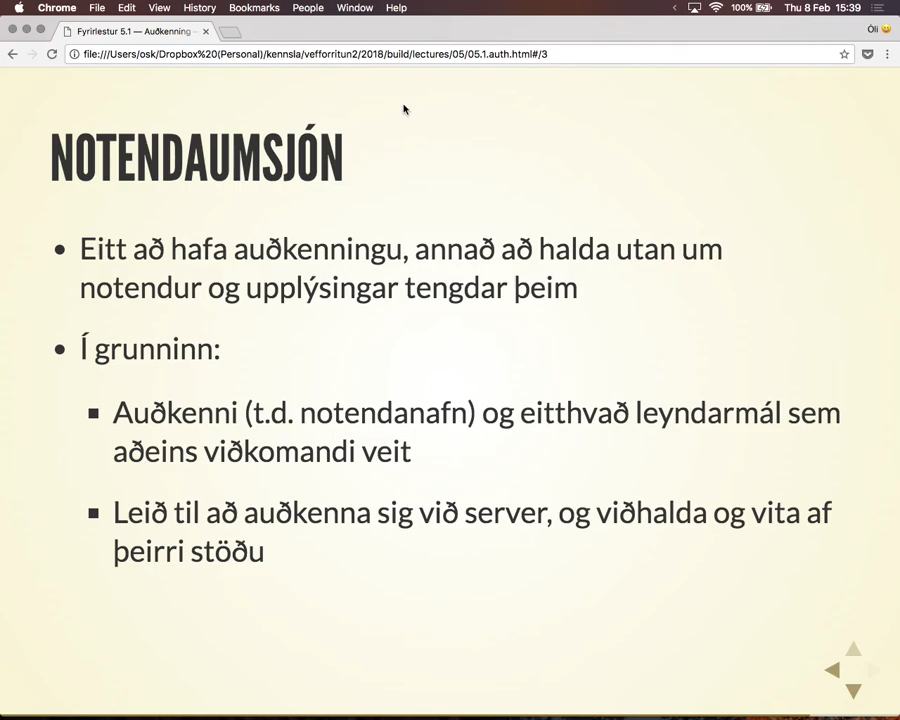 Chrome File Edit View History Bookmarks People Window Help 100% Thu 8 Feb 15:39
Fyrirlestur 5.1 — Auðkenning Óli
file:///Users/osk/Dropbox%20(Personal)/kennsla/vefforritun2/2018/build/lectures/05/05.1.auth.html#/3
NOTENDAUMSJÓN
• Eitt að hafa auðkenningu, annað að halda utan um
notendur og upplýsingar tengdar þeim
• Í grunninn:
▪ Auðkenni (t.d. notendanafn) og eitthvað leyndarmál sem
aðeins viðkomandi veit
▪ Leið til að auðkenna sig við server, og viðhalda og vita af
þeirri stöðu